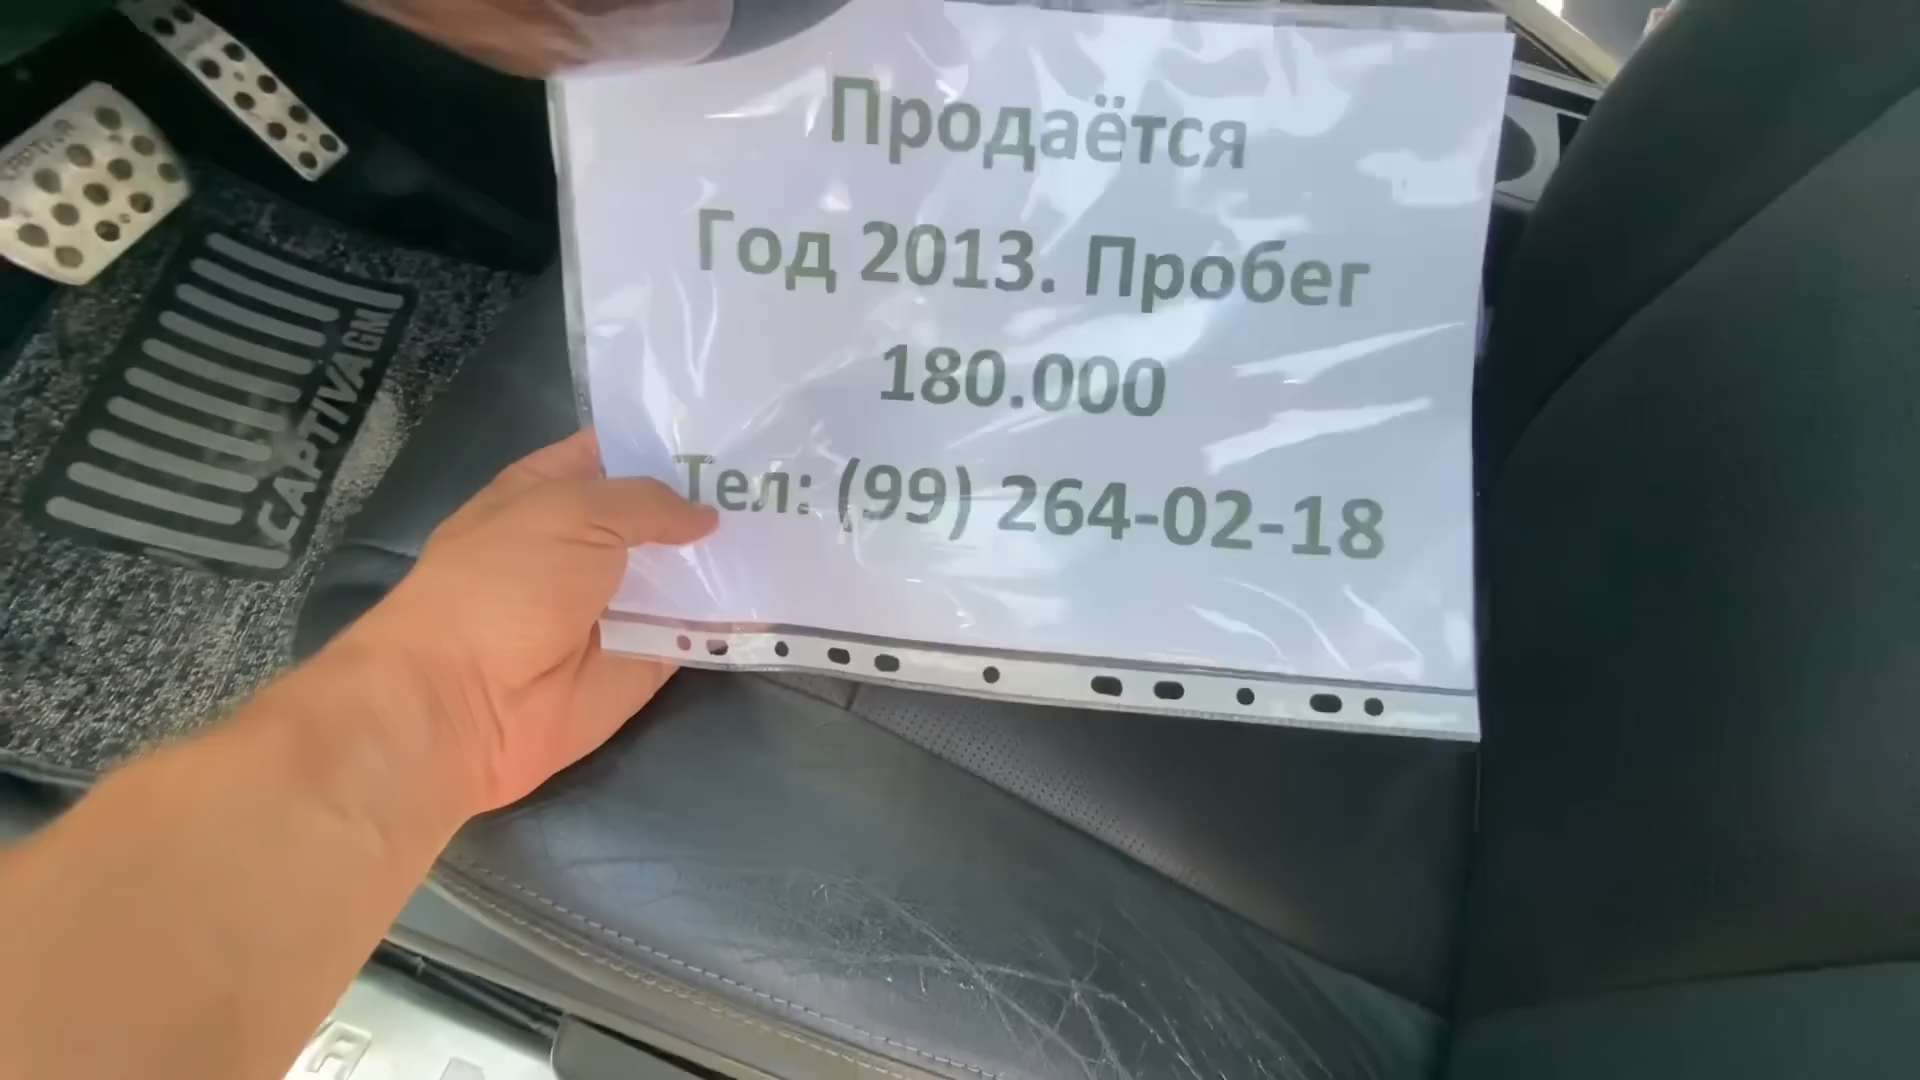 Продаётся
Год 2013. Пробег
180.000
Тел: (99) 264-02-18
CAPTIVA GM